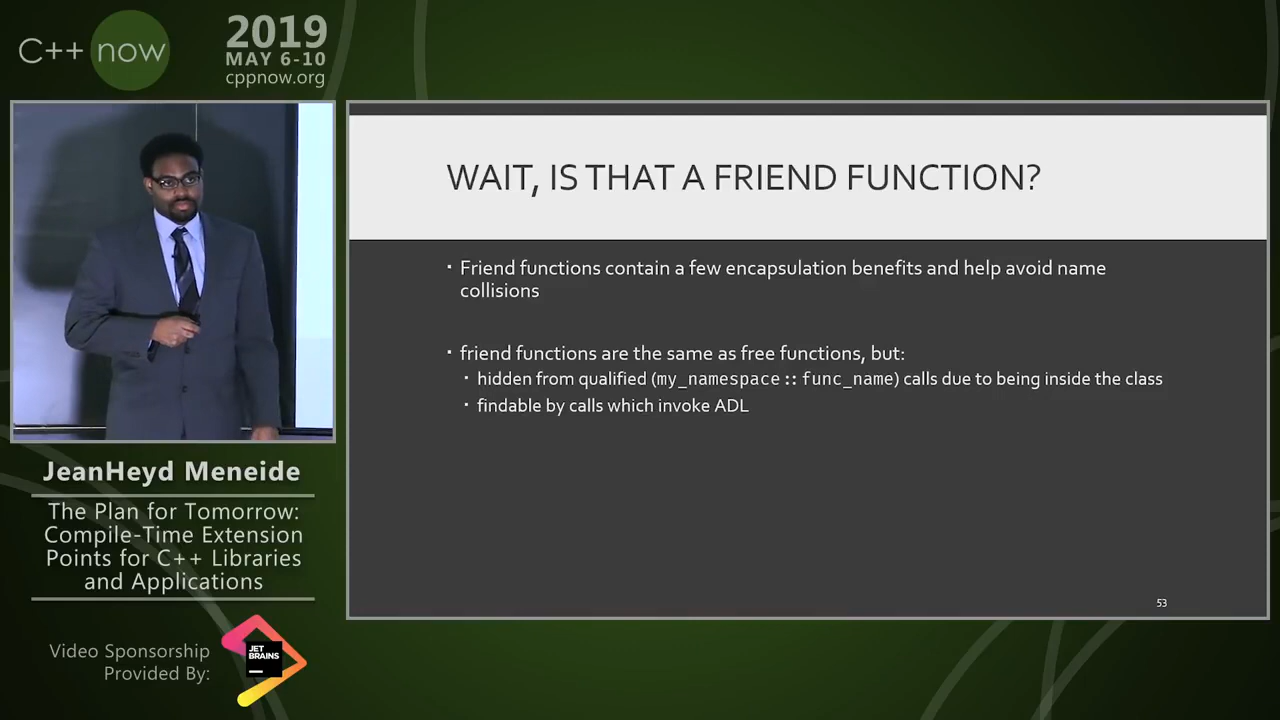 C++ now
2019
MAY 6-10
cppnow.org
WAIT, IS THAT A FRIEND FUNCTION?
▪ Friend functions contain a few encapsulation benefits and help avoid name
collisions
▪ friend functions are the same as free functions, but:
▪ hidden from qualified (my_namespace::func_name) calls due to being inside the class
▪ findable by calls which invoke ADL
53
JeanHeyd Meneide
The Plan for Tomorrow:
Compile-Time Extension
Points for C++ Libraries
and Applications
Video Sponsorship
Provided By:
JET
BRAINS